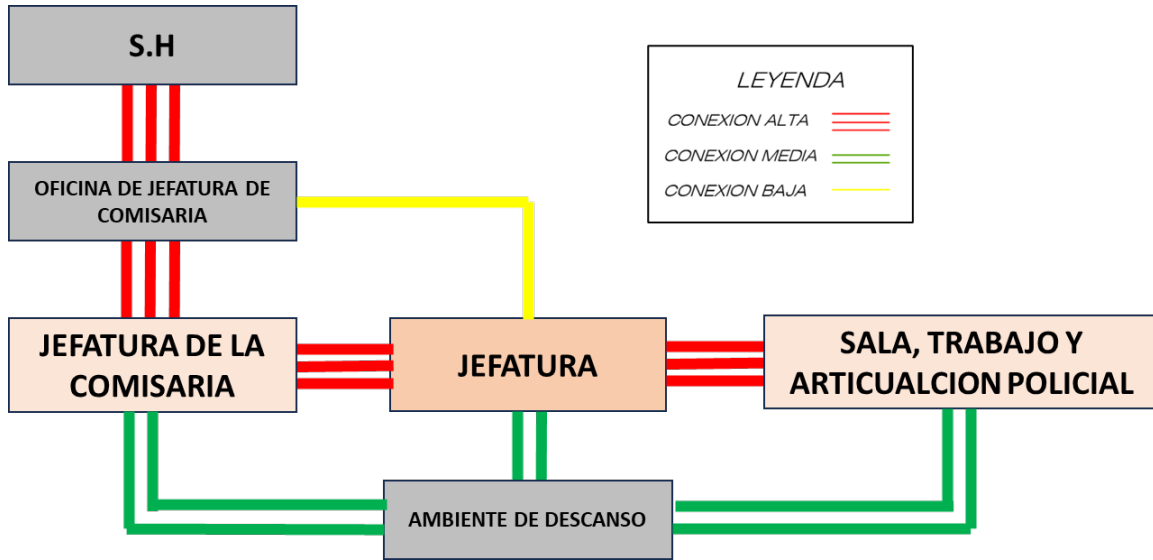 S.H
OFICINA DE JEFATURA DE
COMISARIA
LEYENDA
CONEXION ALTA
CONEXION MEDIA
CONEXION BAJA
JEFATURA DE LA
COMISARIA
JEFATURA
SALA, TRABAJO Y
ARTICUALCION POLICIAL
AMBIENTE DE DESCANSO